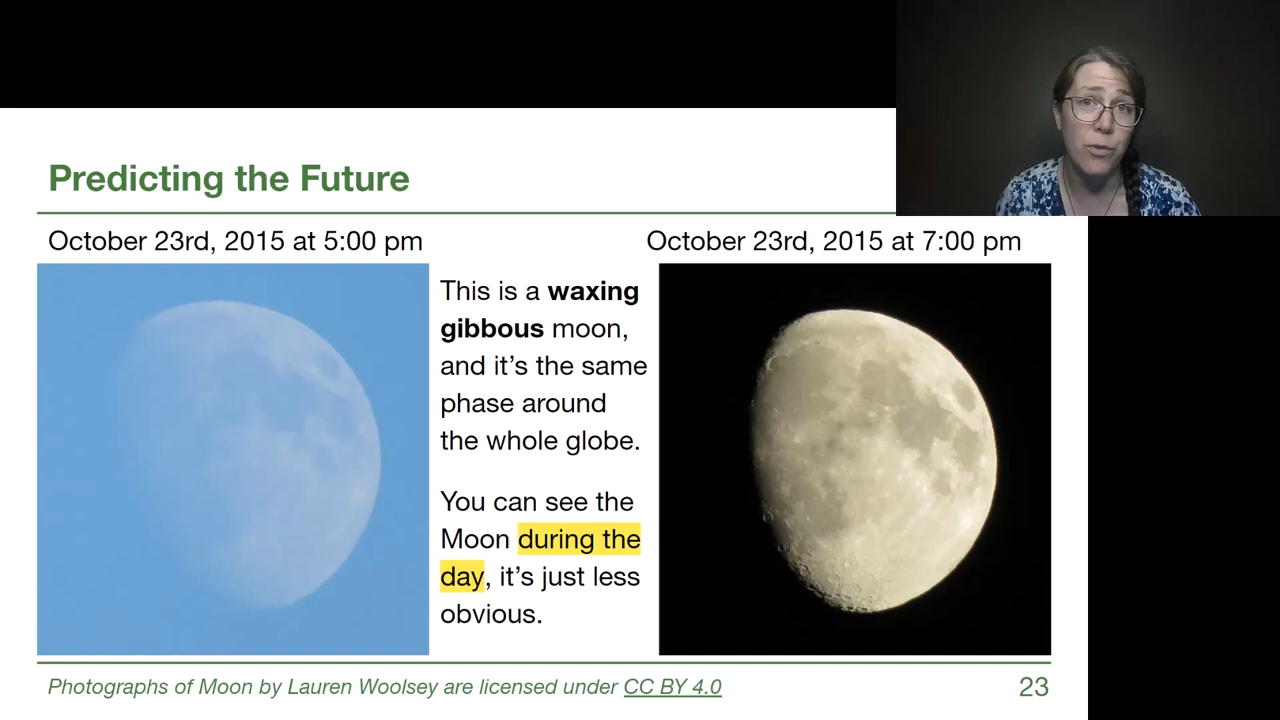 Predicting the Future
October 23rd, 2015 at 5:00 pm
October 23rd, 2015 at 7:00 pm
This is a waxing
gibbous moon,
and it’s the same
phase around
the whole globe.
You can see the
Moon during the
day, it’s just less
obvious.
Photographs of Moon by Lauren Woolsey are licensed under CC BY 4.0
23